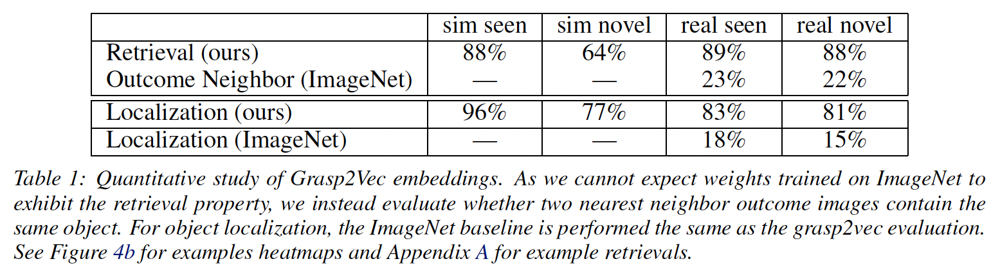 sim seen sim novel real seen real novel
Retrieval (ours) 88% 64% 89% 88%
Outcome Neighbor (ImageNet) — — 23% 22%
Localization (ours) 96% 77% 83% 81%
Localization (ImageNet) — — 18% 15%
Table 1: Quantitative study of Grasp2Vec embeddings. As we cannot expect weights trained on ImageNet to
exhibit the retrieval property, we instead evaluate whether two nearest neighbor outcome images contain the
same object. For object localization, the ImageNet baseline is performed the same as the grasp2vec evaluation.
See Figure 4b for examples heatmaps and Appendix A for example retrievals.